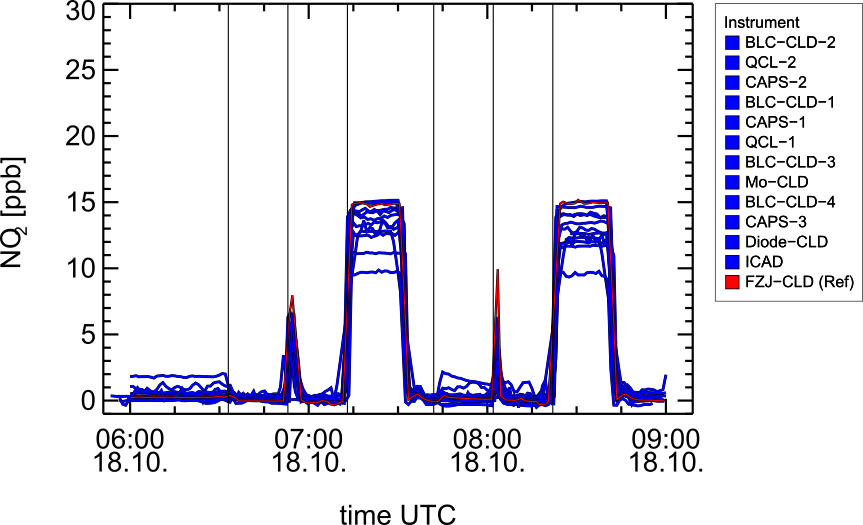 30
25
20
15
10
5
0
NO2 [ppb]
06:00 07:00 08:00 09:00
18.10. 18.10. 18.10. 18.10.
time UTC
Instrument
BLC-CLD-2
QCL-2
CAPS-2
BLC-CLD-1
CAPS-1
QCL-1
BLC-CLD-3
Mo-CLD
BLC-CLD-4
CAPS-3
Diode-CLD
ICAD
FZJ-CLD (Ref)